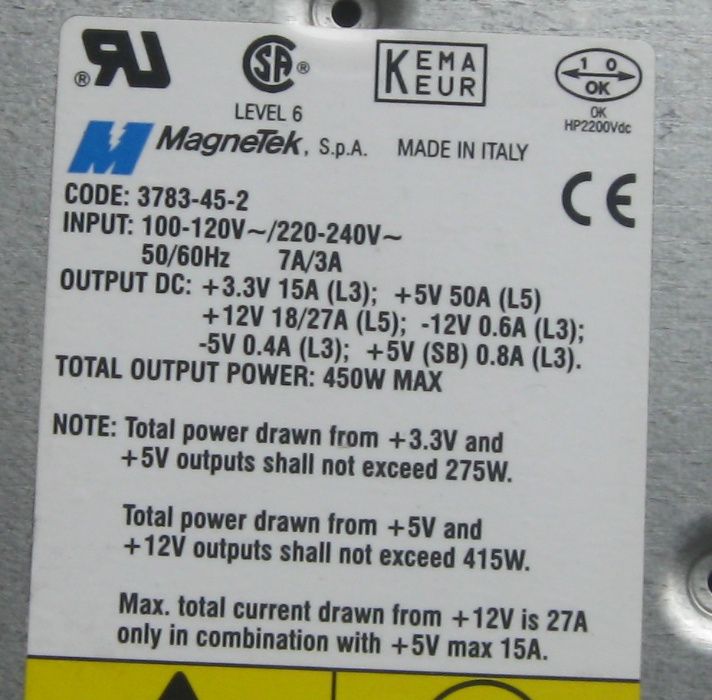 ®
SA ®
KEMA
EUR
1 0
OK
LEVEL 6
OK
HP2200Vdc
MagneTek, S.p.A. MADE IN ITALY
CE
CODE: 3783-45-2
INPUT: 100-120V~/220-240V~
50/60Hz 7A/3A
OUTPUT DC: +3.3V 15A (L3); +5V 50A (L5)
+12V 18/27A (L5); -12V 0.6A (L3);
-5V 0.4A (L3); +5V (SB) 0.8A (L3).
TOTAL OUTPUT POWER: 450W MAX
NOTE: Total power drawn from +3.3V and
+5V outputs shall not exceed 275W.
Total power drawn from +5V and
+12V outputs shall not exceed 415W.
Max. total current drawn from +12V is 27A
only in combination with +5V max 15A.